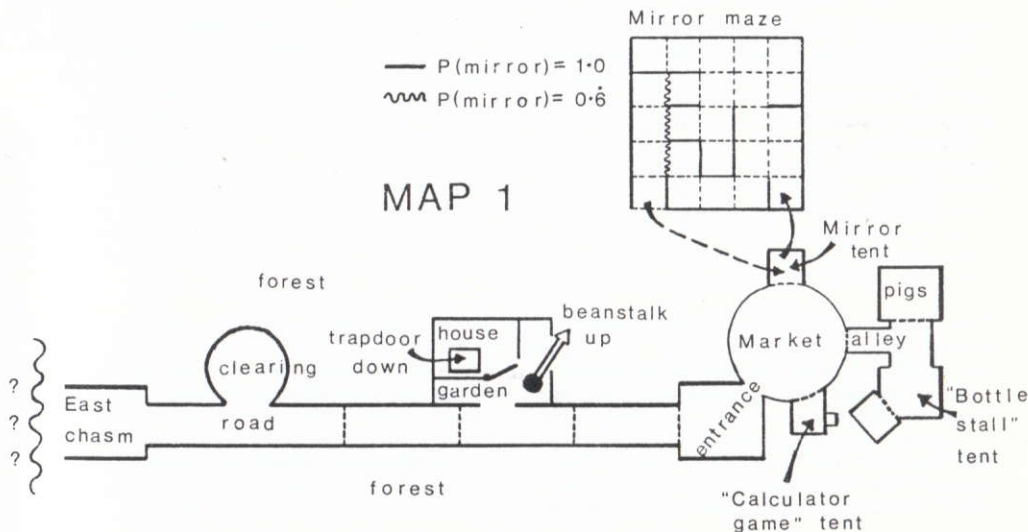 Mirror maze
P(mirror)= 1·0
P(mirror)= 0·6̇
MAP 1
Mirror
tent
forest
beanstalk
up
pigs
trapdoor
down
house
clearing
Market
alley
garden
East
chasm
road
entrance
"Bottle
stall"
tent
?
?
?
forest
"Calculator
game" tent